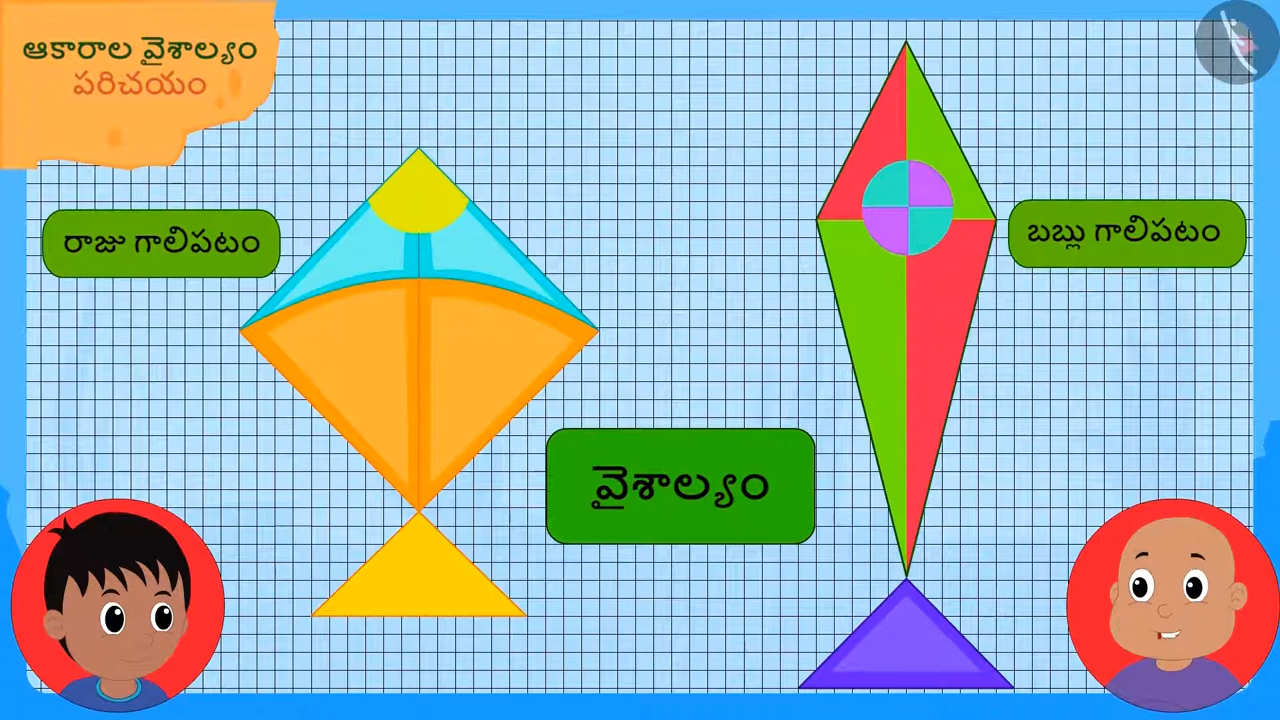 ఆకారాల వైశాల్యం
పరిచయం
రాజు గాలిపటం
బబ్లు గాలిపటం
వైశాల్యం